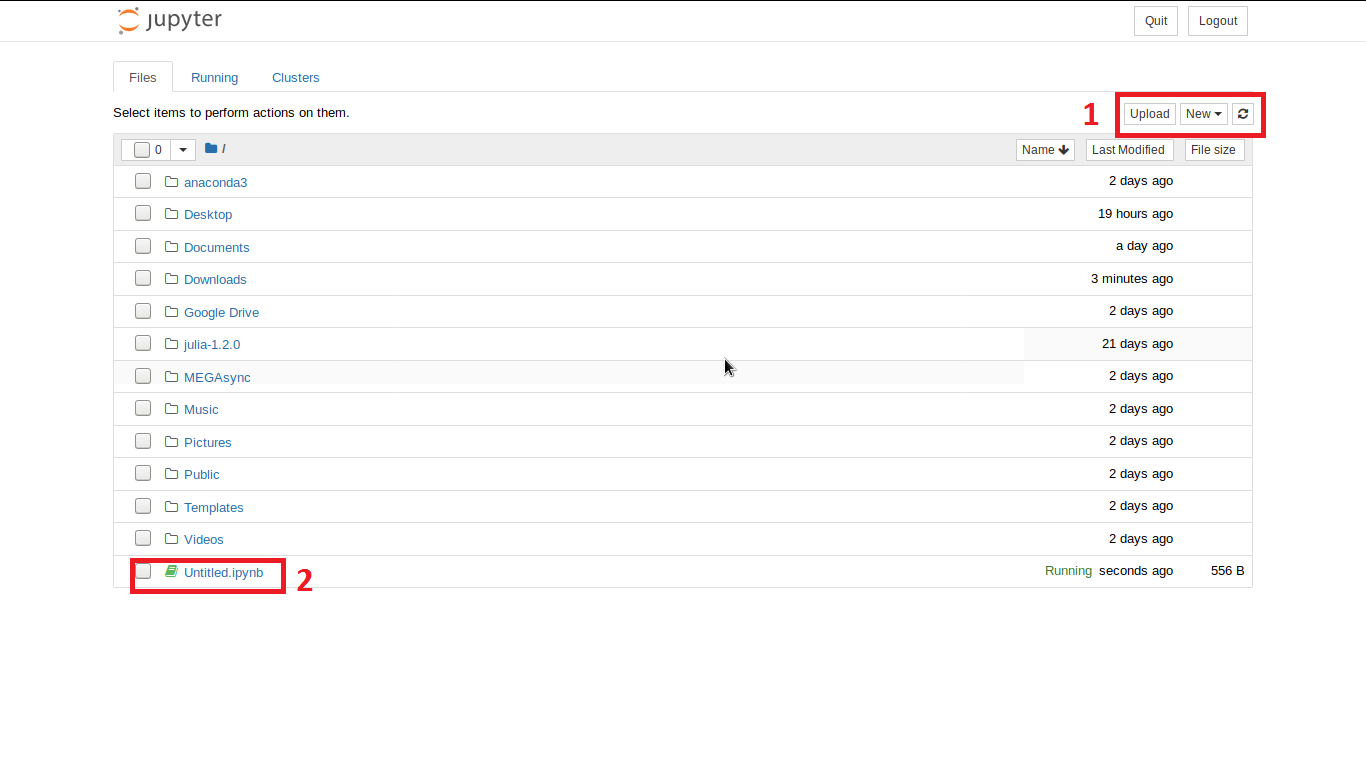 jupyter Quit Logout
Files Running Clusters
Select items to perform actions on them. 1 Upload New
0 / Name Last Modified File size
anaconda3 2 days ago
Desktop 19 hours ago
Documents a day ago
Downloads 3 minutes ago
Google Drive 2 days ago
julia-1.2.0 21 days ago
MEGAsync 2 days ago
Music 2 days ago
Pictures 2 days ago
Public 2 days ago
Templates 2 days ago
Videos 2 days ago
Untitled.ipynb 2 Running seconds ago 556 B